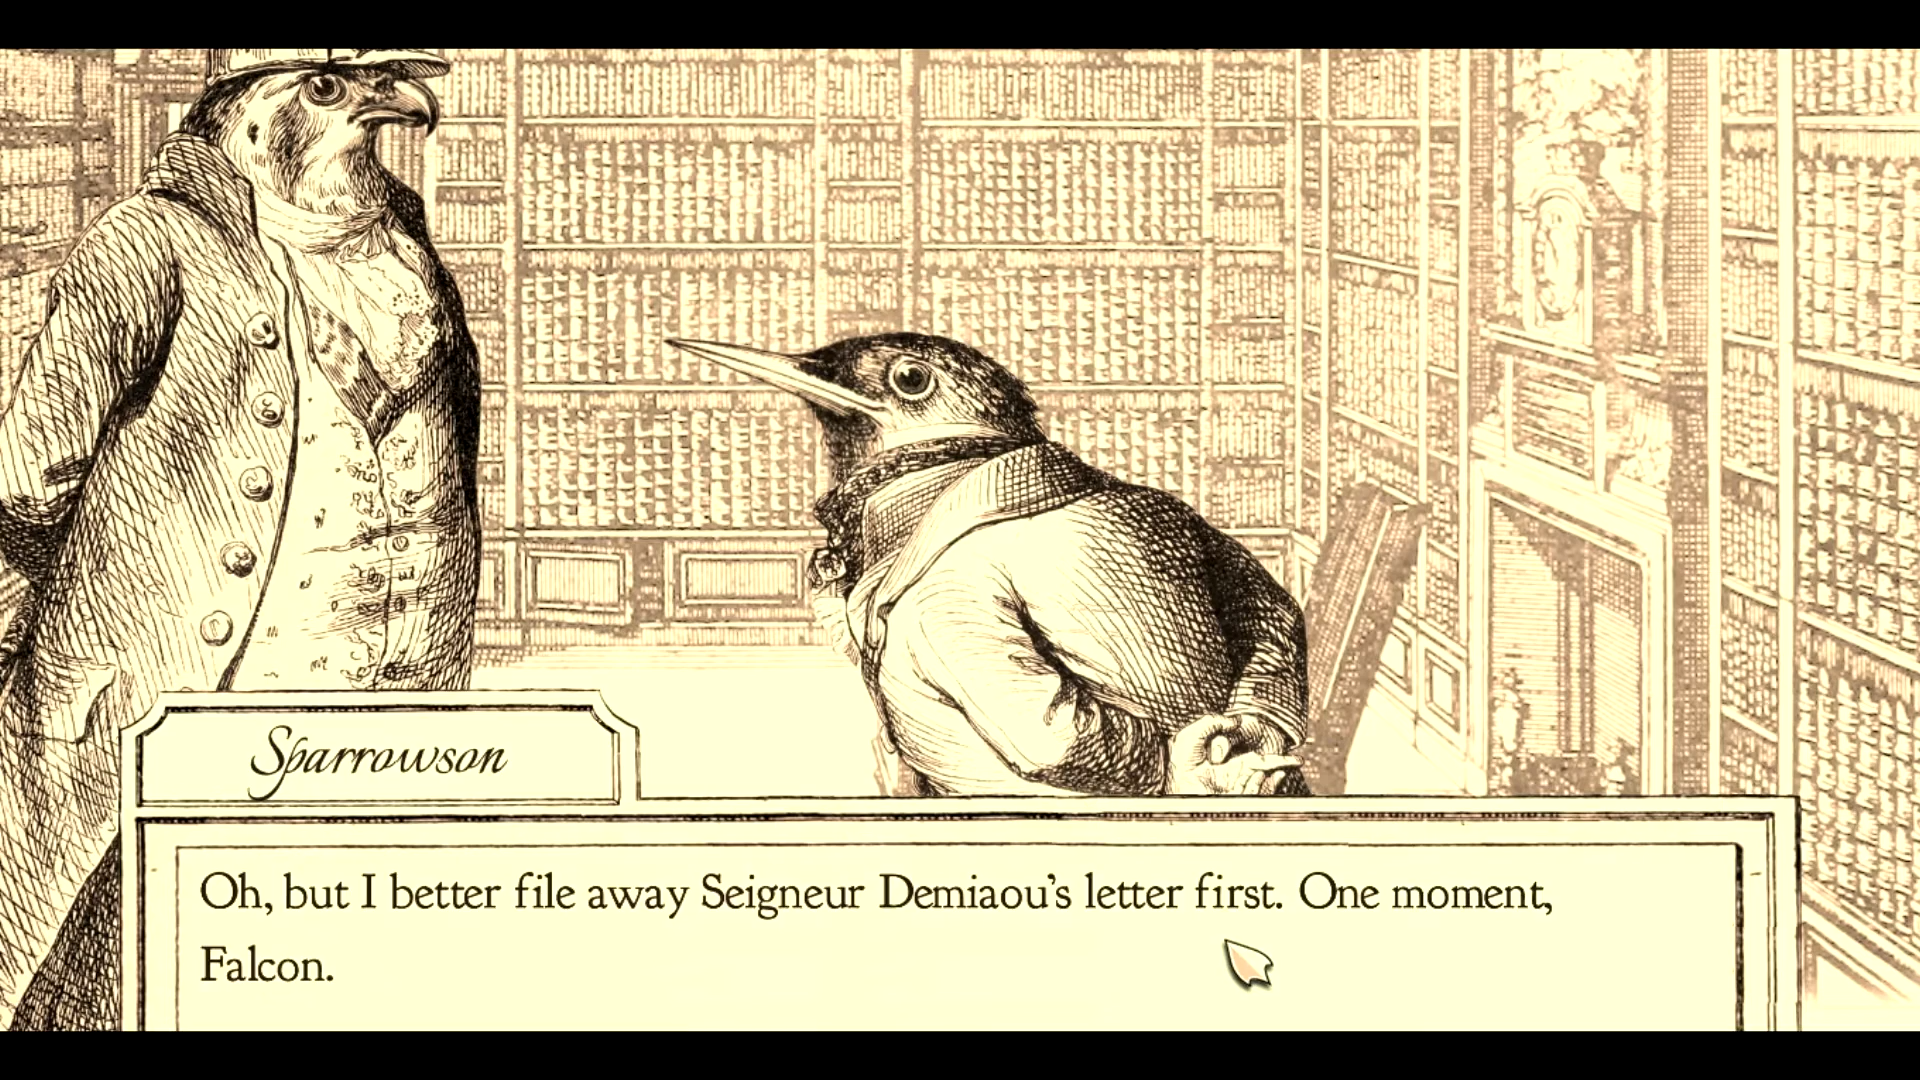 Sparrowson
Oh, but I better file away Seigneur Demiaou's letter first. One moment,
Falcon.